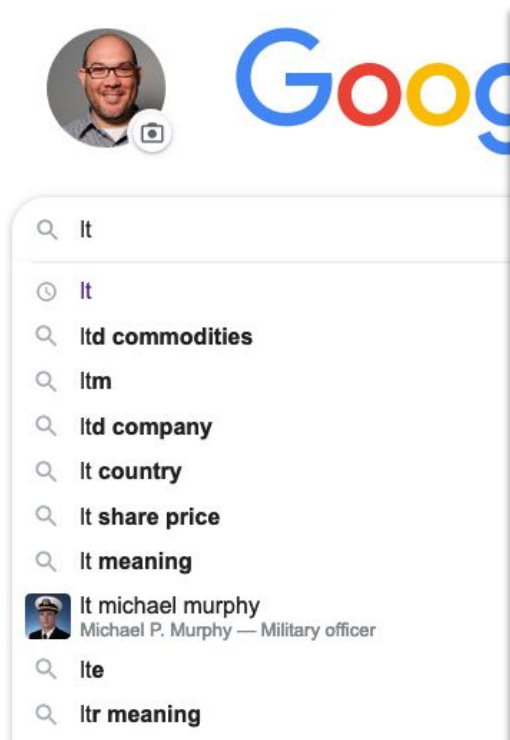 Goog
lt
lt
ltd commodities
ltm
ltd company
lt country
lt share price
lt meaning
lt michael murphy
Michael P. Murphy — Military officer
lte
ltr meaning